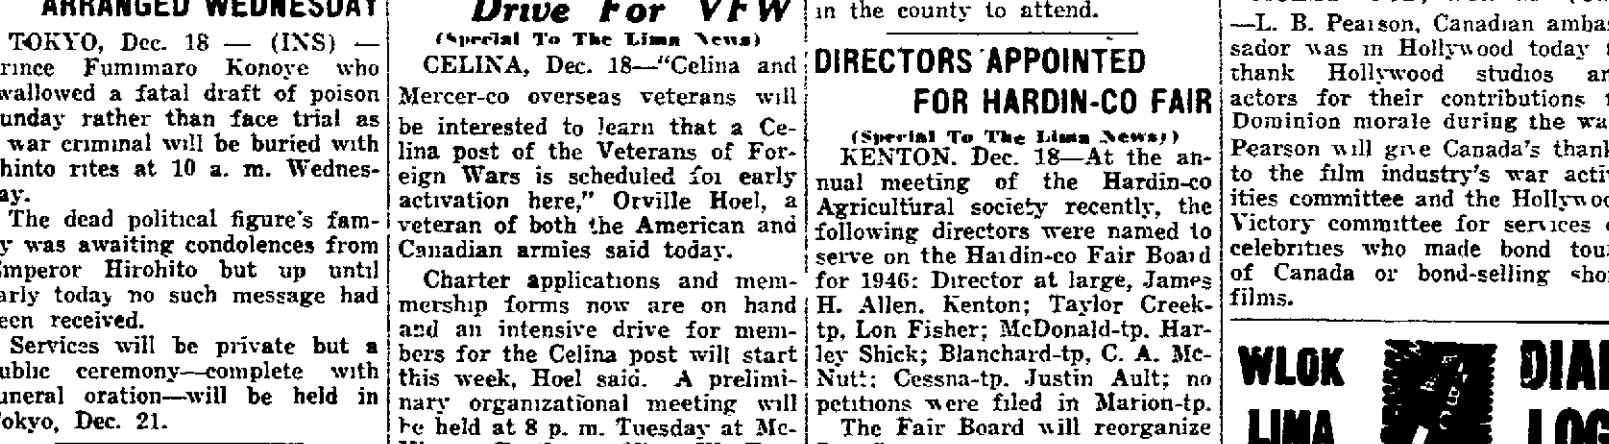 ARRANGED WEDNESDAY
TOKYO, Dec. 18 — (INS) —
rince Fumimaro Konoye who
wallowed a fatal draft of poison
unday rather than face trial as
war criminal will be buried with
hinto rites at 10 a. m. Wednes-
ay.
The dead political figure's fam-
y was awaiting condolences from
mperor Hirohito but up until
arly today no such message had
een received.
Services will be private but a
ublic ceremony—complete with
uneral oration—will be held in
okyo, Dec. 21.
Drive For VFW
(Special To The Lima News)
CELINA, Dec. 18—"Celina and
Mercer-co overseas veterans will
be interested to learn that a Ce-
lina post of the Veterans of For-
eign Wars is scheduled for early
activation here," Orville Hoel, a
veteran of both the American and
Canadian armies said today.
Charter applications and mem-
mership forms now are on hand
and an intensive drive for mem-
bers for the Celina post will start
this week, Hoel said. A prelimi-
nary organizational meeting will
be held at 8 p. m. Tuesday at Mc-
in the county to attend.
DIRECTORS APPOINTED
FOR HARDIN-CO FAIR
(Special To The Lima News)
KENTON. Dec. 18—At the an-
nual meeting of the Hardin-co
Agricultural society recently, the
following directors were named to
serve on the Hardin-co Fair Board
for 1946: Director at large, James
H. Allen. Kenton; Taylor Creek-
tp, Lon Fisher; McDonald-tp. Har-
ley Shick; Blanchard-tp, C. A. Mc-
Nutt; Cessna-tp. Justin Ault; no
petitions were filed in Marion-tp.
The Fair Board will reorganize
—L. B. Pearson, Canadian ambas
sador was in Hollywood today
thank Hollywood studios an
actors for their contributions
Dominion morale during the wa
Pearson will give Canada's thank
to the film industry's war activ
ities committee and the Hollywoo
Victory committee for services
celebrities who made bond tou
of Canada or bond-selling sho
films.
WLOK
LIMA
DIAL
LOG